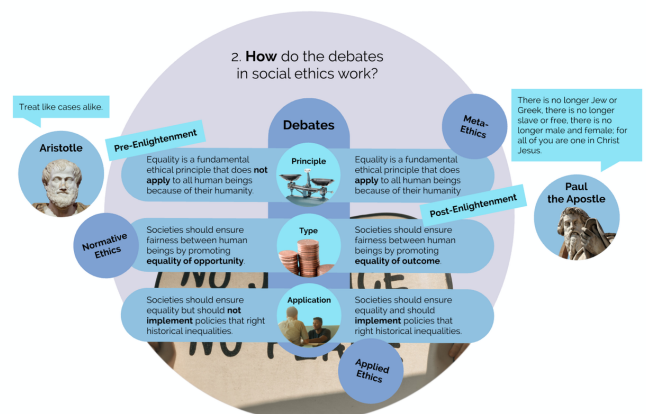 2. How do the debates
in social ethics work?
Treat like cases alike.
Aristotle
Pre-Enlightenment
Debates
Meta-
Ethics
There is no longer Jew or
Greek, there is no longer
slave or free, there is no
longer male and female; for
all of you are one in Christ
Jesus.
Paul
the Apostle
Equality is a fundamental
ethical principle that does not
apply to all human beings
because of their humanity.
Principle
Equality is a fundamental
ethical principle that does
apply to all human beings
because of their humanity
Post-Enlightenment
Normative
Ethics
Societies should ensure
fairness between human
beings by promoting
equality of opportunity.
Type
Societies should ensure
fairness between human
beings by promoting
equality of outcome.
Societies should ensure
equality but should not
implement policies that right
historical inequalities.
Application
Societies should ensure
equality and should
implement policies that
right historical inequalities.
Applied
Ethics
NO
NO